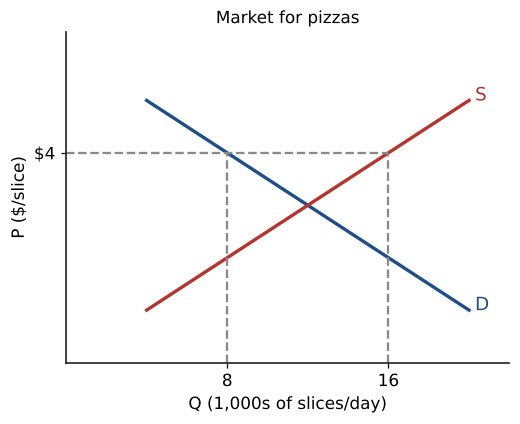 Market for pizzas
P ($/slice)
$4
S
D
8
16
Q (1,000s of slices/day)